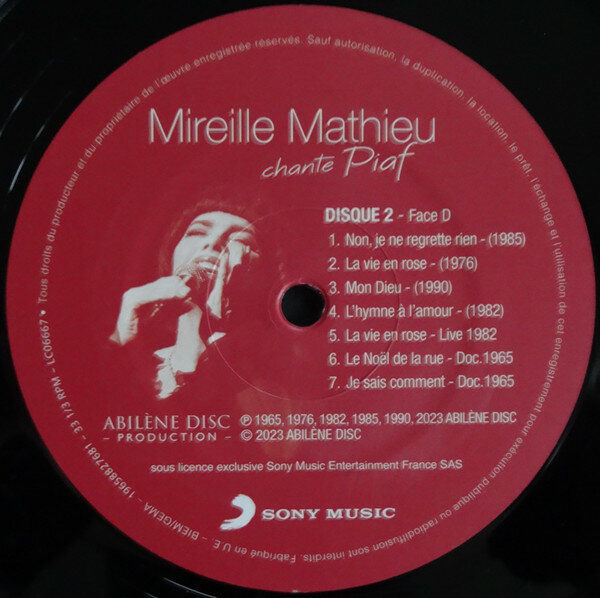 Mireille Mathieu
chante Piaf
DISQUE 2 - Face D
1. Non, je ne regrette rien - (1985)
2. La vie en rose - (1976)
3. Mon Dieu - (1990)
4. L'hymne à l'amour - (1982)
5. La vie en rose - Live 1982
6. Le Noël de la rue - Doc.1965
7. Je sais comment - Doc.1965
ABILÈNE DISC
– PRODUCTION –
℗ 1965, 1976, 1982, 1985, 1990, 2023 ABILÈNE DISC
© 2023 ABILÈNE DISC
sous licence exclusive Sony Music Entertainment France SAS
SONY MUSIC
19658827681 - 33 1/3 RPM - LC06667 • Tous droits du producteur et du propriétaire de l'œuvre enregistrée réservés. Sauf autorisation, la duplication, la location, le prêt, l'échange et l'utilisation de cet enregistrement pour exécution publique ou radiodiffusion sont interdits. Fabriqué en U.E. - BIEM/GEMA -